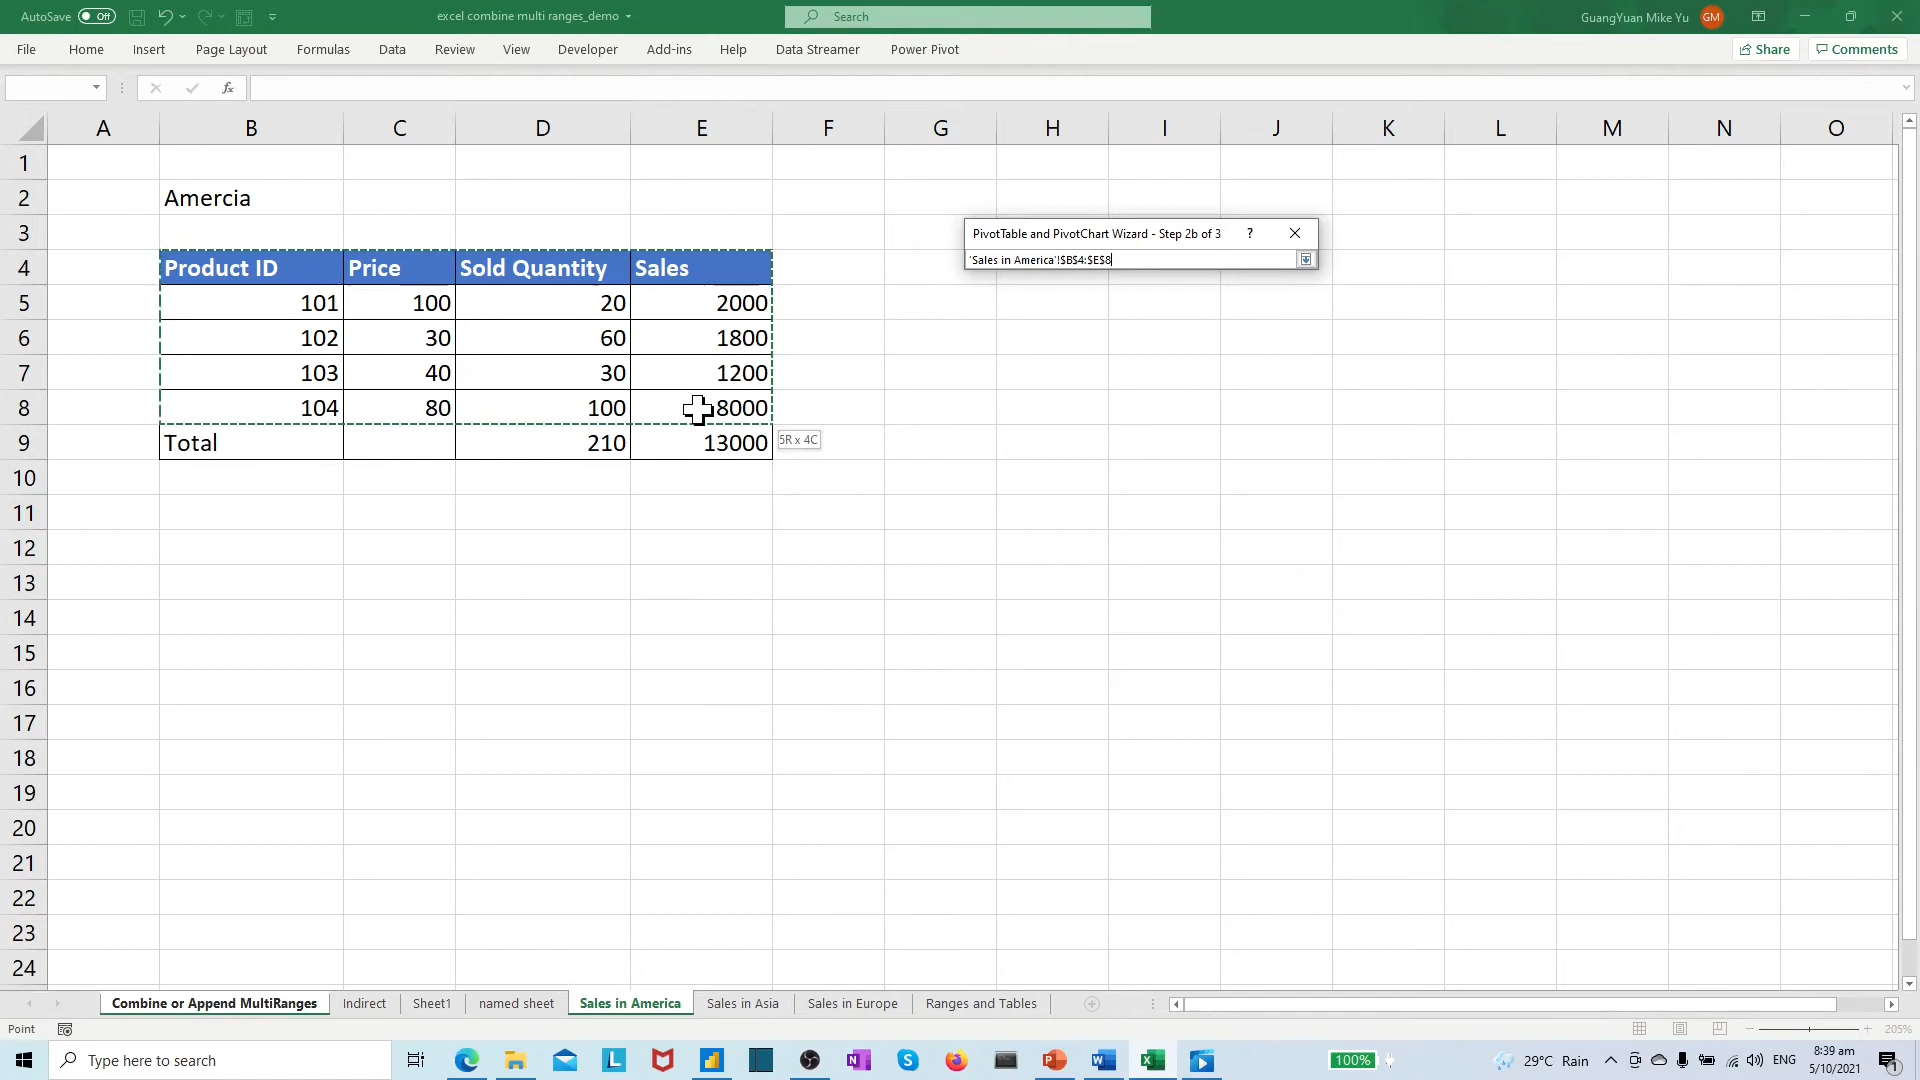 AutoSave Off
excel combine multi ranges_demo
Search
GuangYuan Mike Yu GM
File Home Insert Page Layout Formulas Data Review View Developer Add-ins Help Data Streamer Power Pivot Share Comments
fx
A B C D E F G H I J K L M N O
1
2 Amercia
3
PivotTable and PivotChart Wizard - Step 2b of 3 ?
'Sales in America'!$B$4:$E$8
4 Product ID Price Sold Quantity Sales
5 101 100 20 2000
6 102 30 60 1800
7 103 40 30 1200
8 104 80 100 8000
9 Total 210 13000 5R x 4C
10
11
12
13
14
15
16
17
18
19
20
21
22
23
24
Combine or Append MultiRanges Indirect Sheet1 named sheet Sales in America Sales in Asia Sales in Europe Ranges and Tables
Point 205%
Type here to search
100%
29°C Rain
ENG
8:39 am
5/10/2021